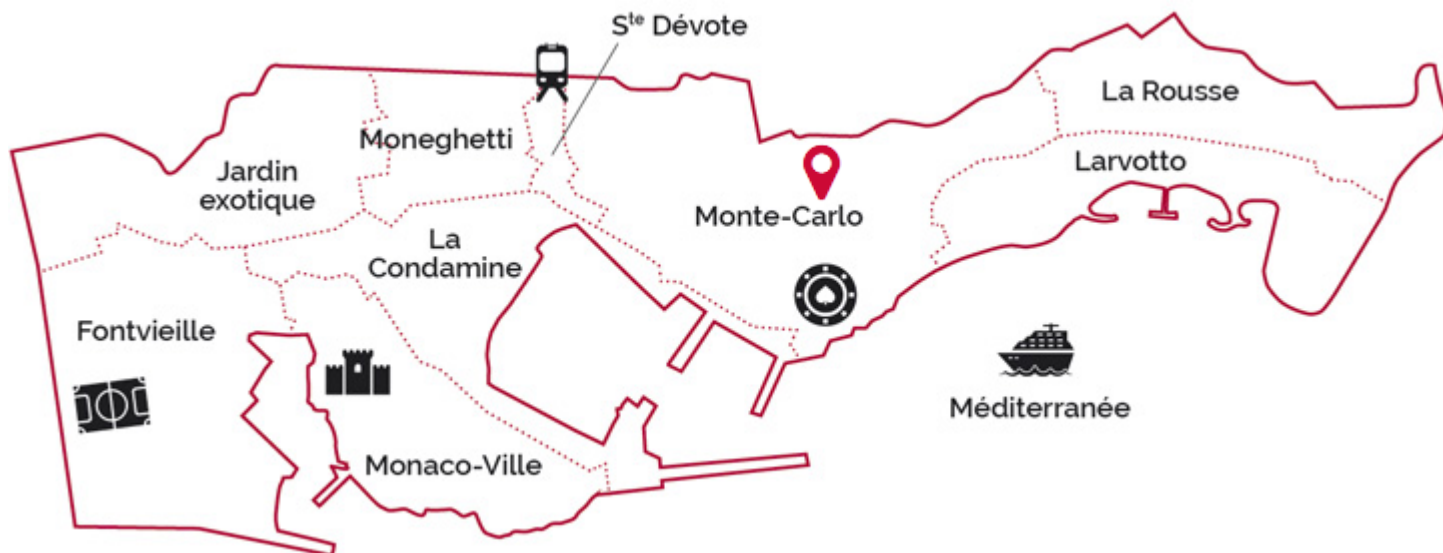 Sᵗᵉ Dévote
La Rousse
Moneghetti
Larvotto
Jardin
exotique
Monte-Carlo
La
Condamine
Fontvieille
Méditerranée
Monaco-Ville